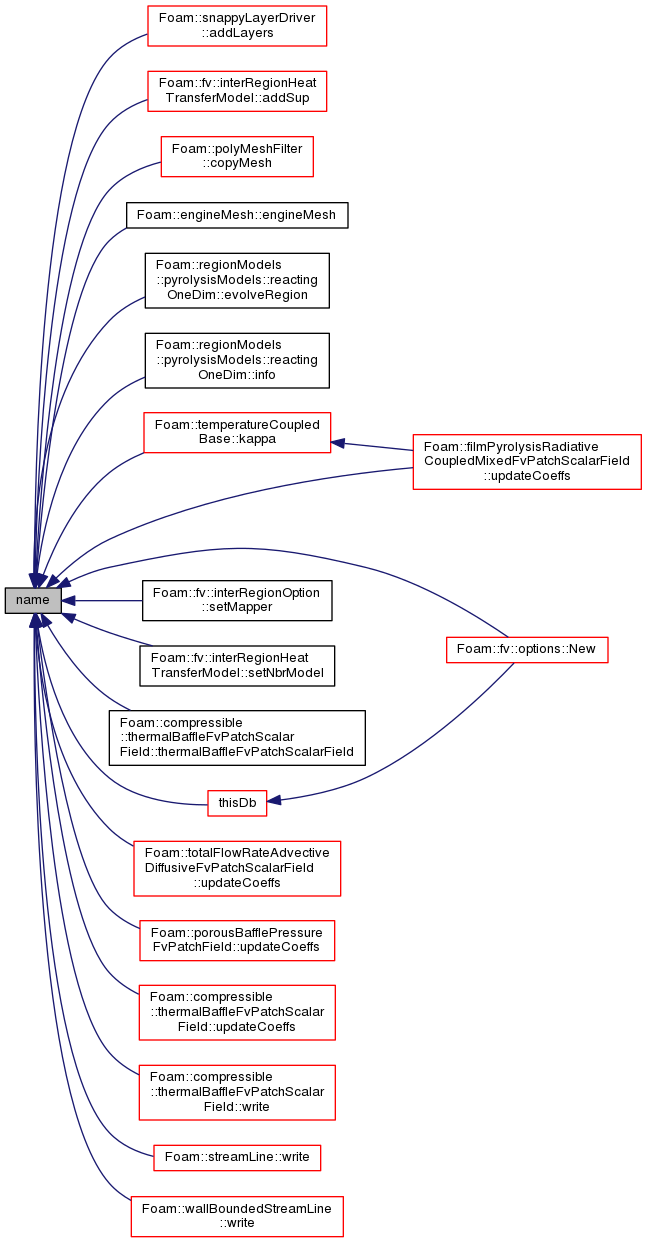 Foam::snappyLayerDriver
::addLayers
Foam::fv::interRegionHeat
TransferModel::addSup
Foam::polyMeshFilter
::copyMesh
Foam::engineMesh::engineMesh
Foam::regionModels
::pyrolysisModels::reacting
OneDim::evolveRegion
Foam::regionModels
::pyrolysisModels::reacting
OneDim::info
Foam::temperatureCoupled
Base::kappa
Foam::filmPyrolysisRadiative
CoupledMixedFvPatchScalarField
::updateCoeffs
name
Foam::fv::interRegionOption
::setMapper
Foam::fv::options::New
Foam::fv::interRegionHeat
TransferModel::setNbrModel
Foam::compressible
::thermalBaffleFvPatchScalar
Field::thermalBaffleFvPatchScalarField
thisDb
Foam::totalFlowRateAdvective
DiffusiveFvPatchScalarField
::updateCoeffs
Foam::porousBafflePressure
FvPatchField::updateCoeffs
Foam::compressible
::thermalBaffleFvPatchScalar
Field::updateCoeffs
Foam::compressible
::thermalBaffleFvPatchScalar
Field::write
Foam::streamLine::write
Foam::wallBoundedStreamLine
::write